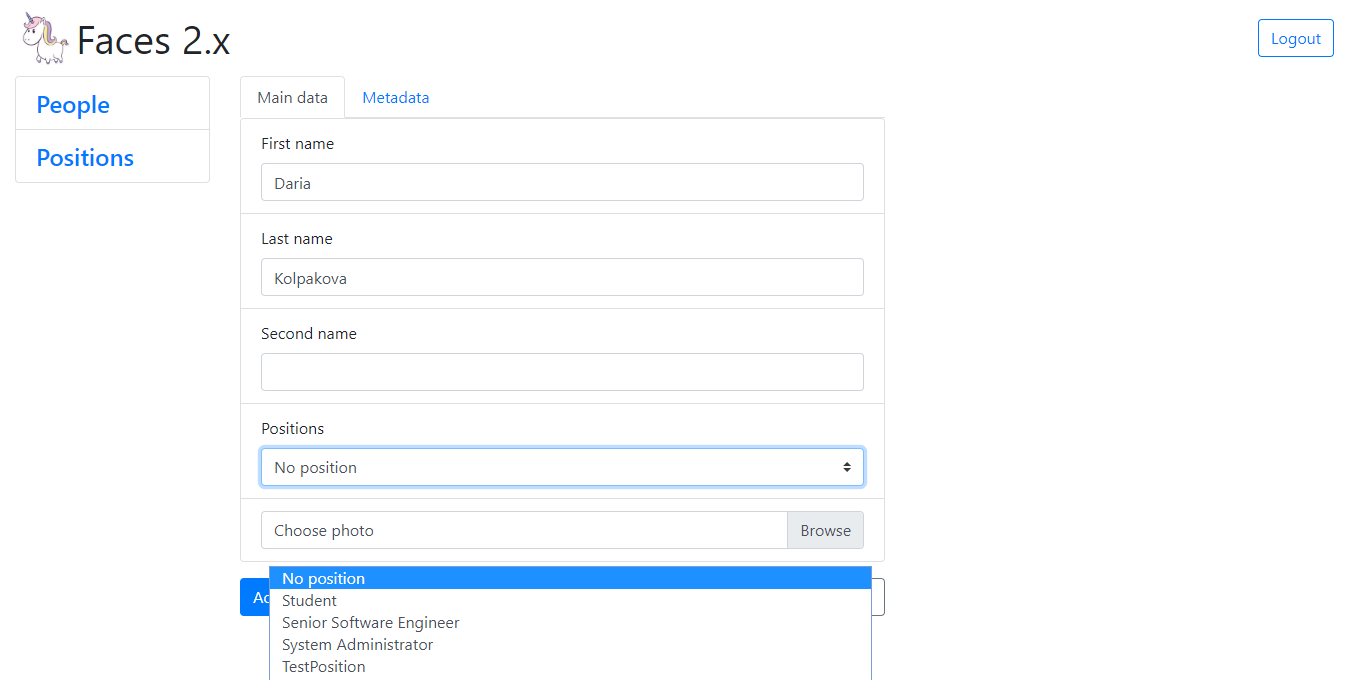 Faces 2.x
Logout
People
Positions
Main data
Metadata
First name
Daria
Last name
Kolpakova
Second name
Positions
No position
Choose photo
Browse
No position
Student
Senior Software Engineer
System Administrator
TestPosition